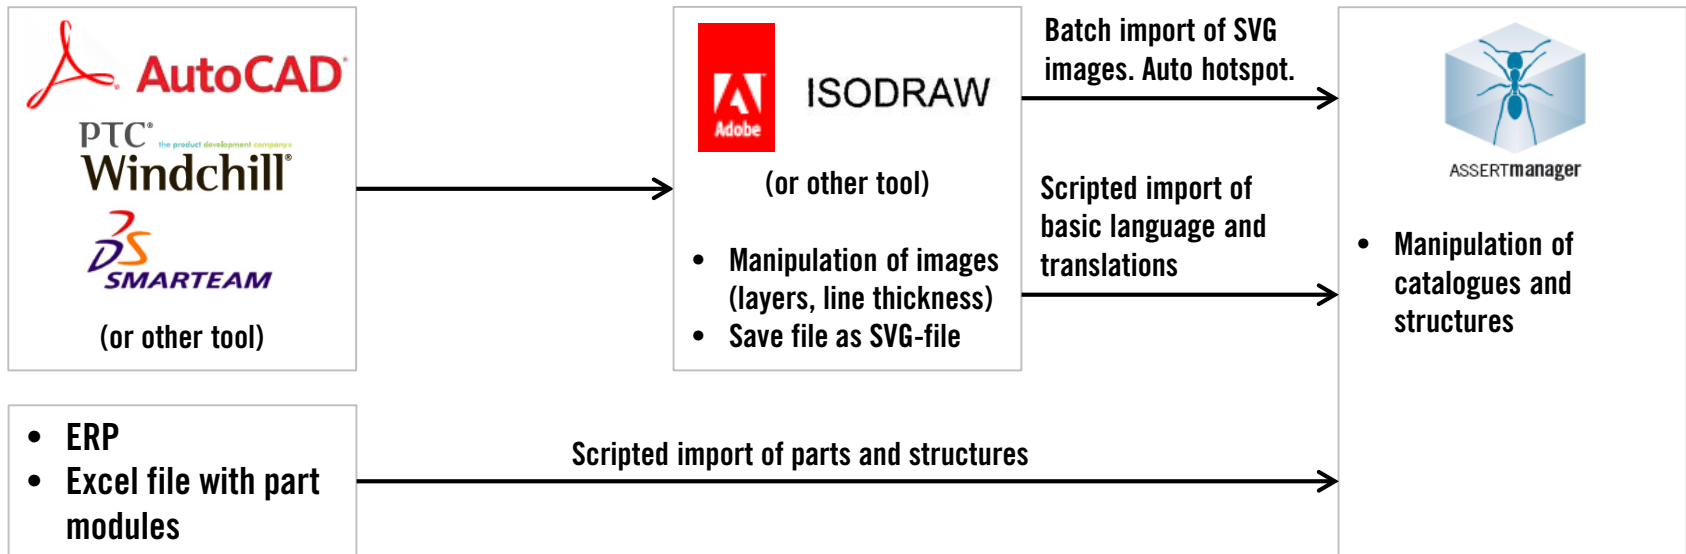 AutoCAD®
PTC®
the product development company®
Windchill®
DS
SMARTEAM
(or other tool)
Adobe™
ISODRAW
(or other tool)
• Manipulation of images
(layers, line thickness)
• Save file as SVG-file
Batch import of SVG
images. Auto hotspot.
Scripted import of
basic language and
translations
ASSERTmanager
• Manipulation of
catalogues and
structures
• ERP
• Excel file with part
modules
Scripted import of parts and structures